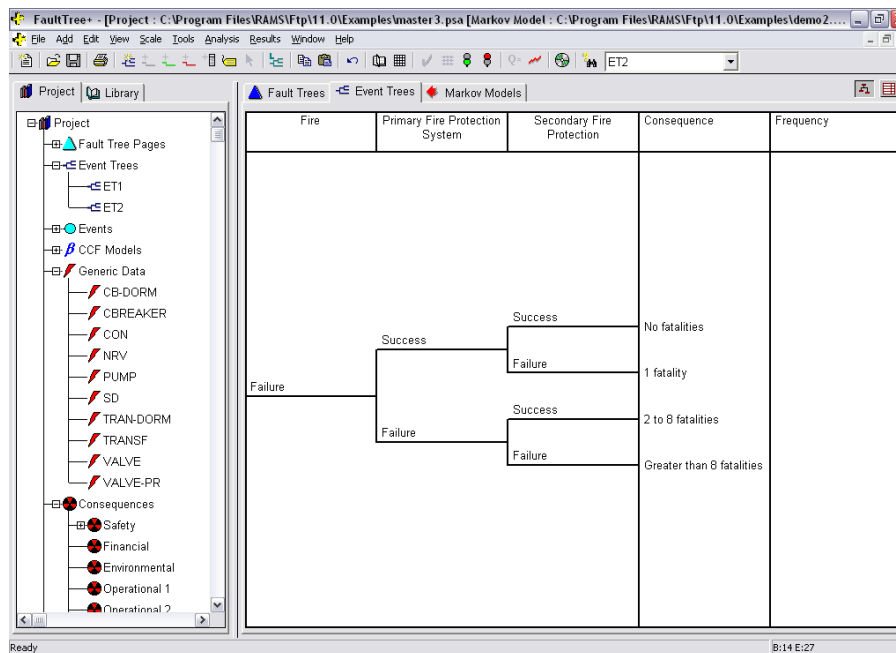 FaultTree+ - [Project : C:\Program Files\RAMS\Ftp\11.0\Examples\master3.psa [Markov Model : C:\Program Files\RAMS\Ftp\11.0\Examples\demo2....
File Add Edit View Scale Tools Analysis Results Window Help
Q= ET2
Project Library
Fault Trees Event Trees Markov Models
Project
Fault Tree Pages
Event Trees
ET1
ET2
Events
β CCF Models
Generic Data
CB-DORM
CBREAKER
CON
NRV
PUMP
SD
TRAN-DORM
TRANSF
VALVE
VALVE-PR
Consequences
Safety
Financial
Environmental
Operational 1
Operational 2
Fire
Primary Fire Protection
System
Secondary Fire
Protection
Consequence
Frequency
Failure
Success
Failure
Success
Failure
Success
Failure
No fatalities
1 fatality
2 to 8 fatalities
Greater than 8 fatalities
Ready
B:14 E:27